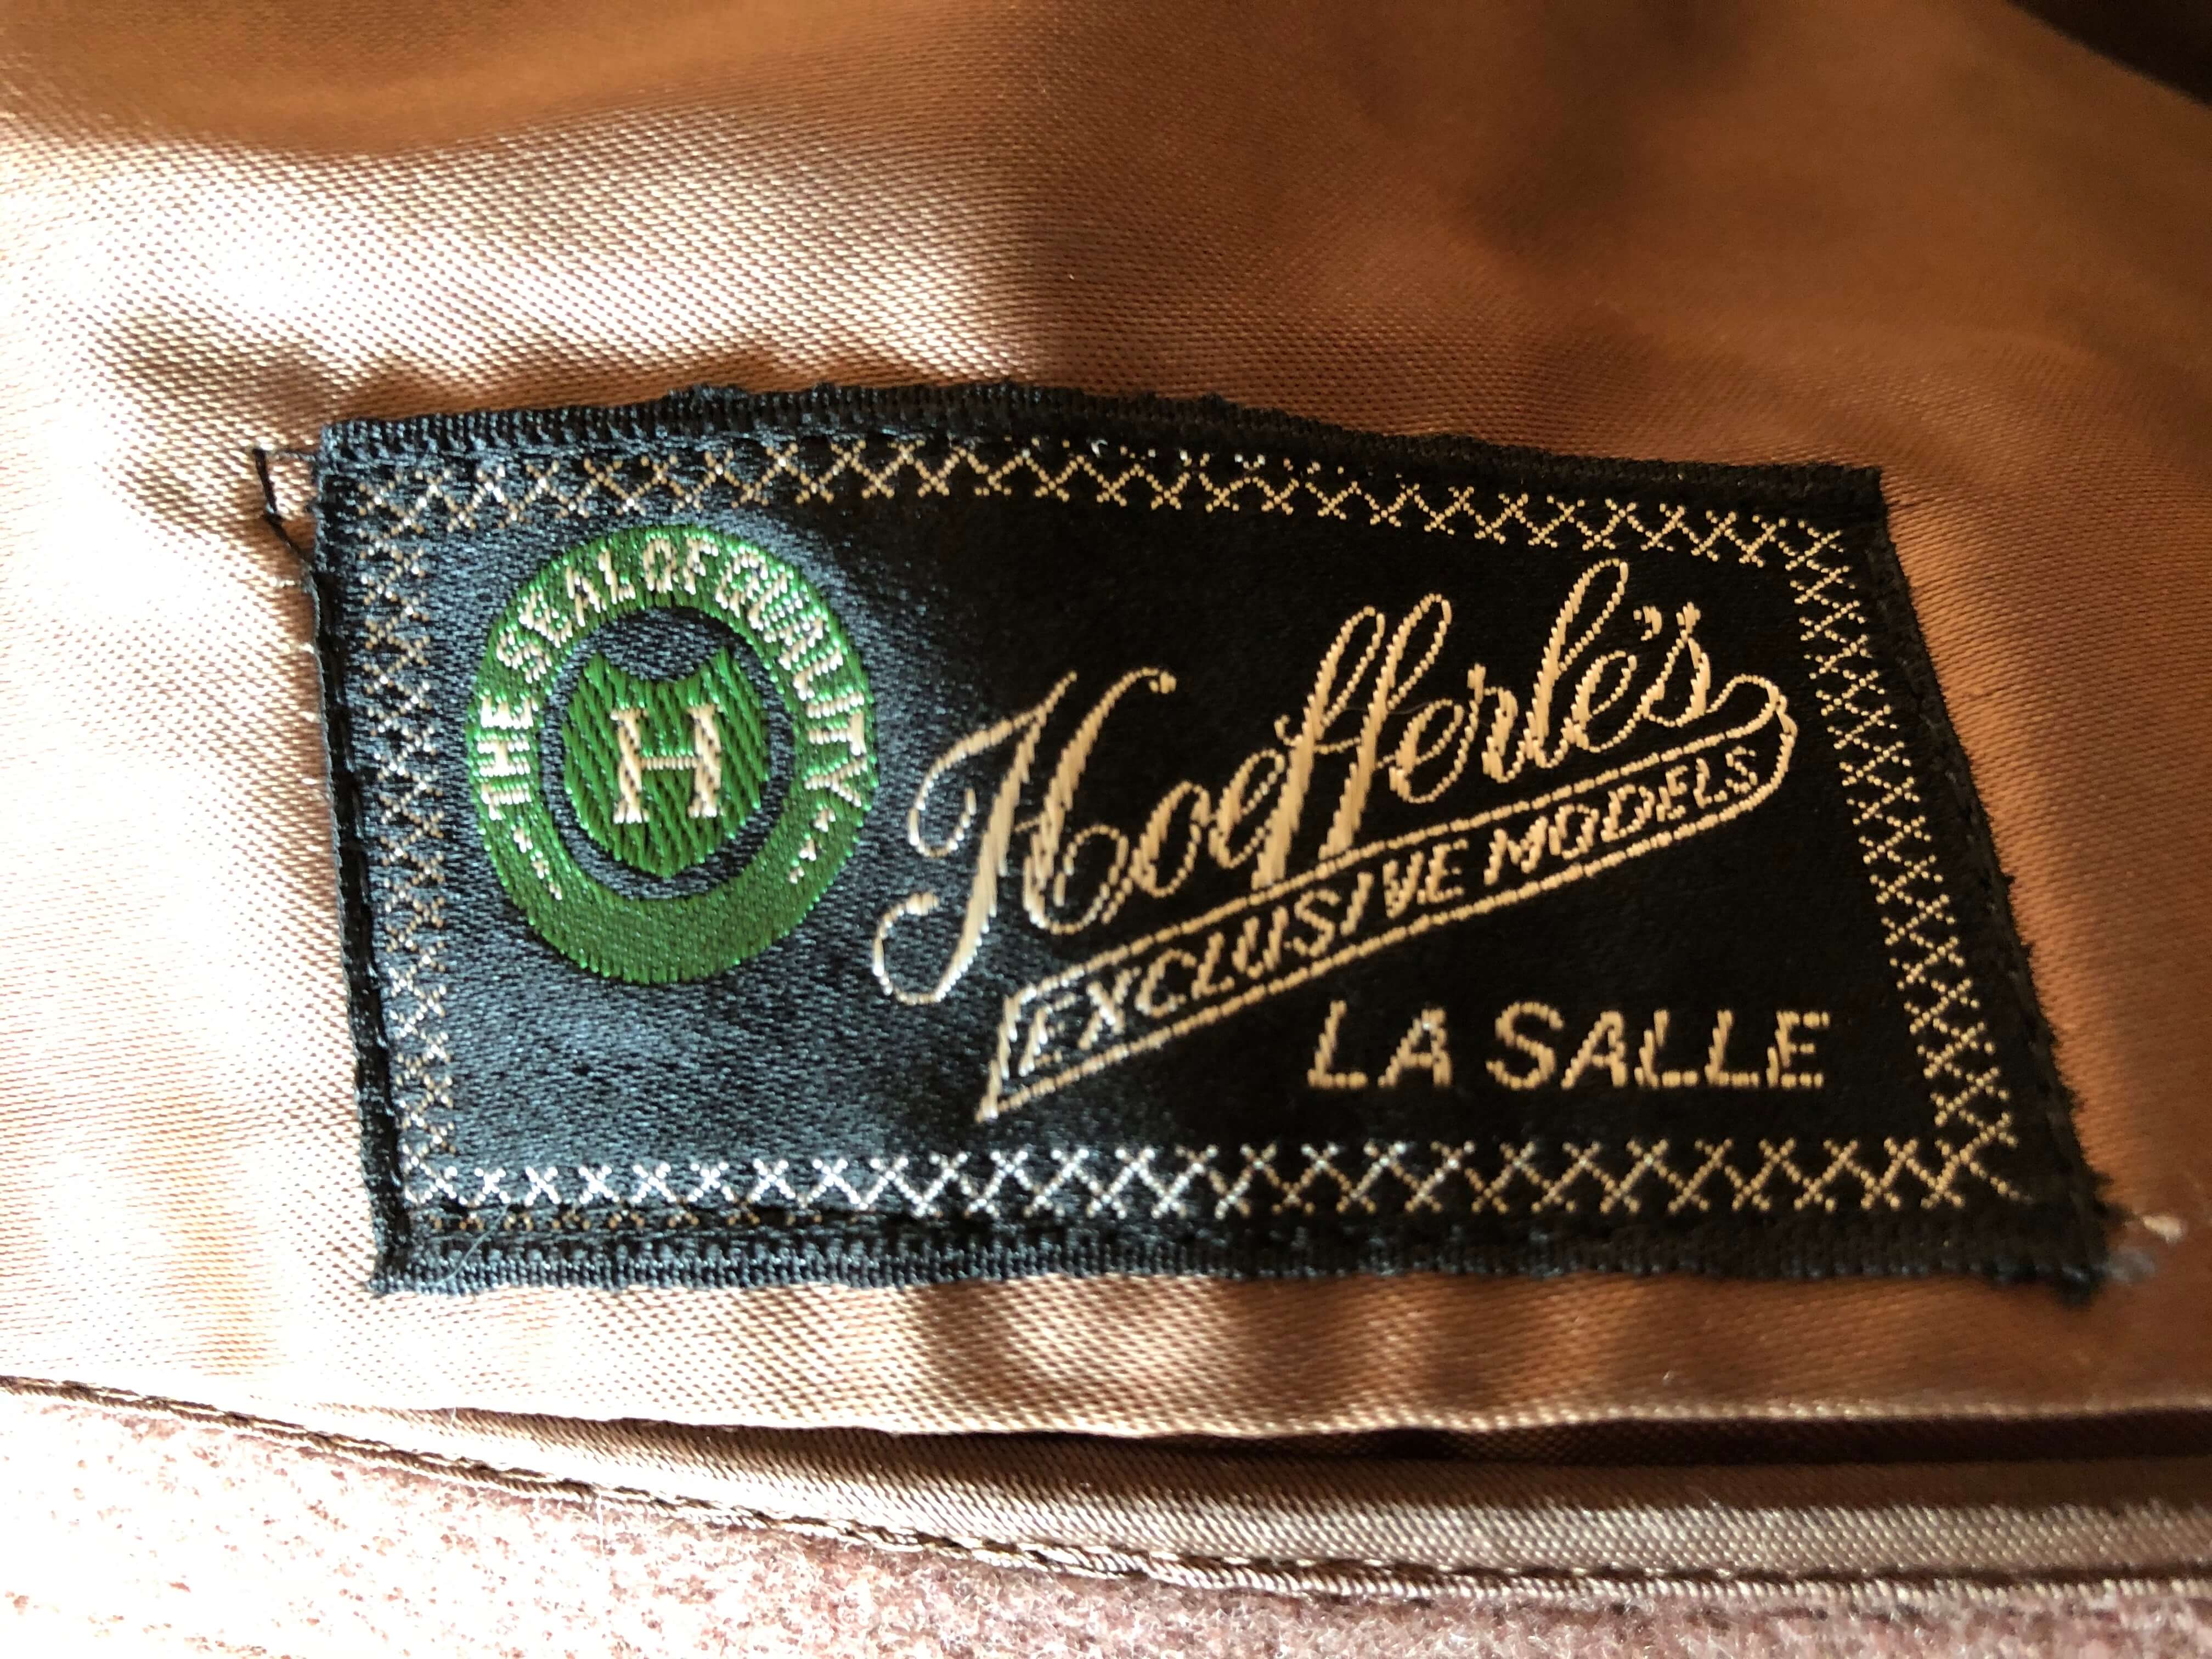 THE SEAL OF QUALITY
H
Hoefferle's
EXCLUSIVE MODELS
LA SALLE